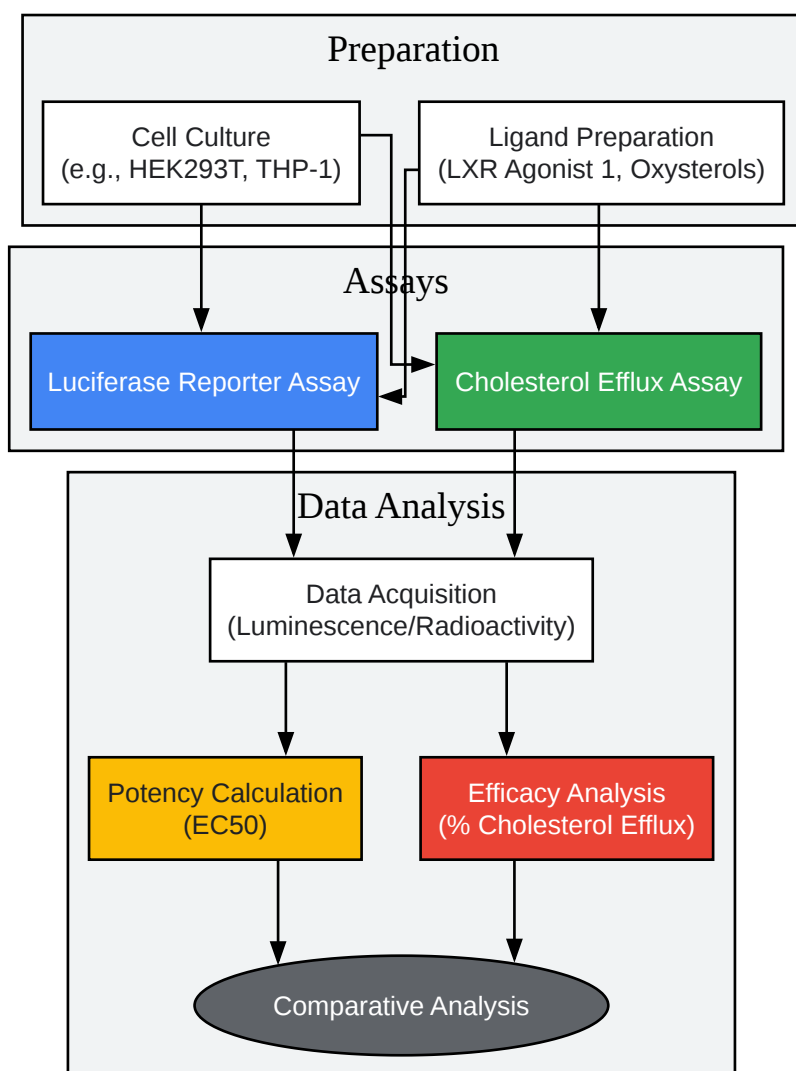 Preparation
Cell Culture
(e.g., HEK293T, THP-1)
Ligand Preparation
(LXR Agonist 1, Oxysterols)
Assays
Luciferase Reporter Assay
Cholesterol Efflux Assay
Data Analysis
Data Acquisition
(Luminescence/Radioactivity)
Potency Calculation
(EC50)
Efficacy Analysis
(% Cholesterol Efflux)
Comparative Analysis